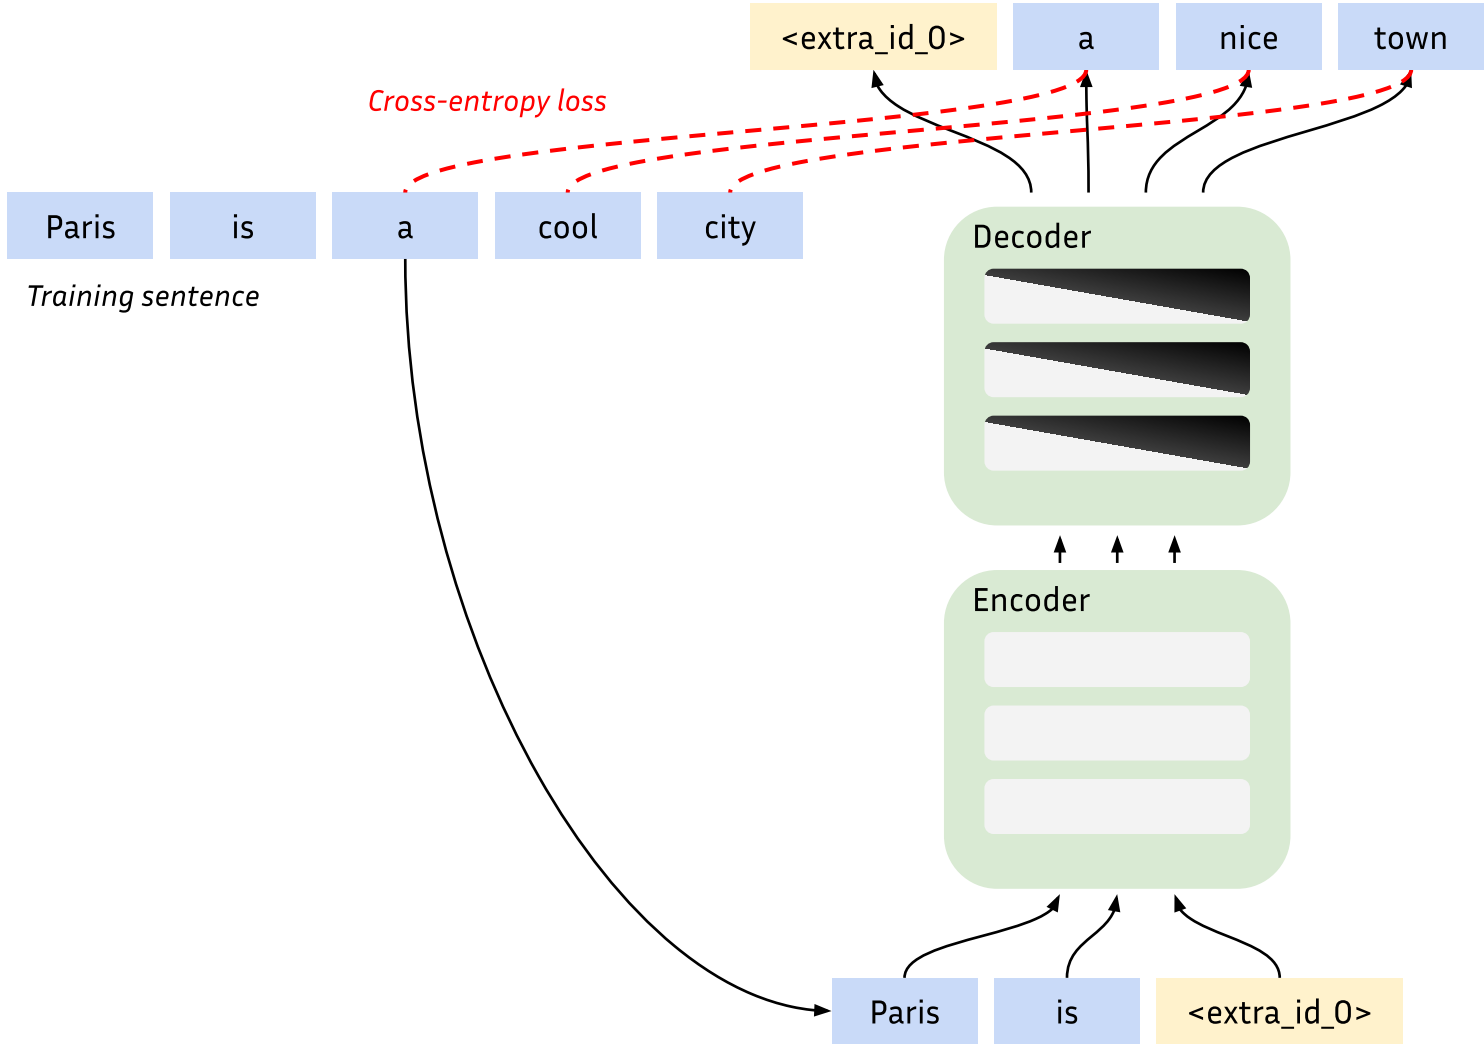 <extra_id_0> a nice town
Cross-entropy loss
Paris is a cool city
Training sentence
Decoder
Encoder
Paris is <extra_id_0>